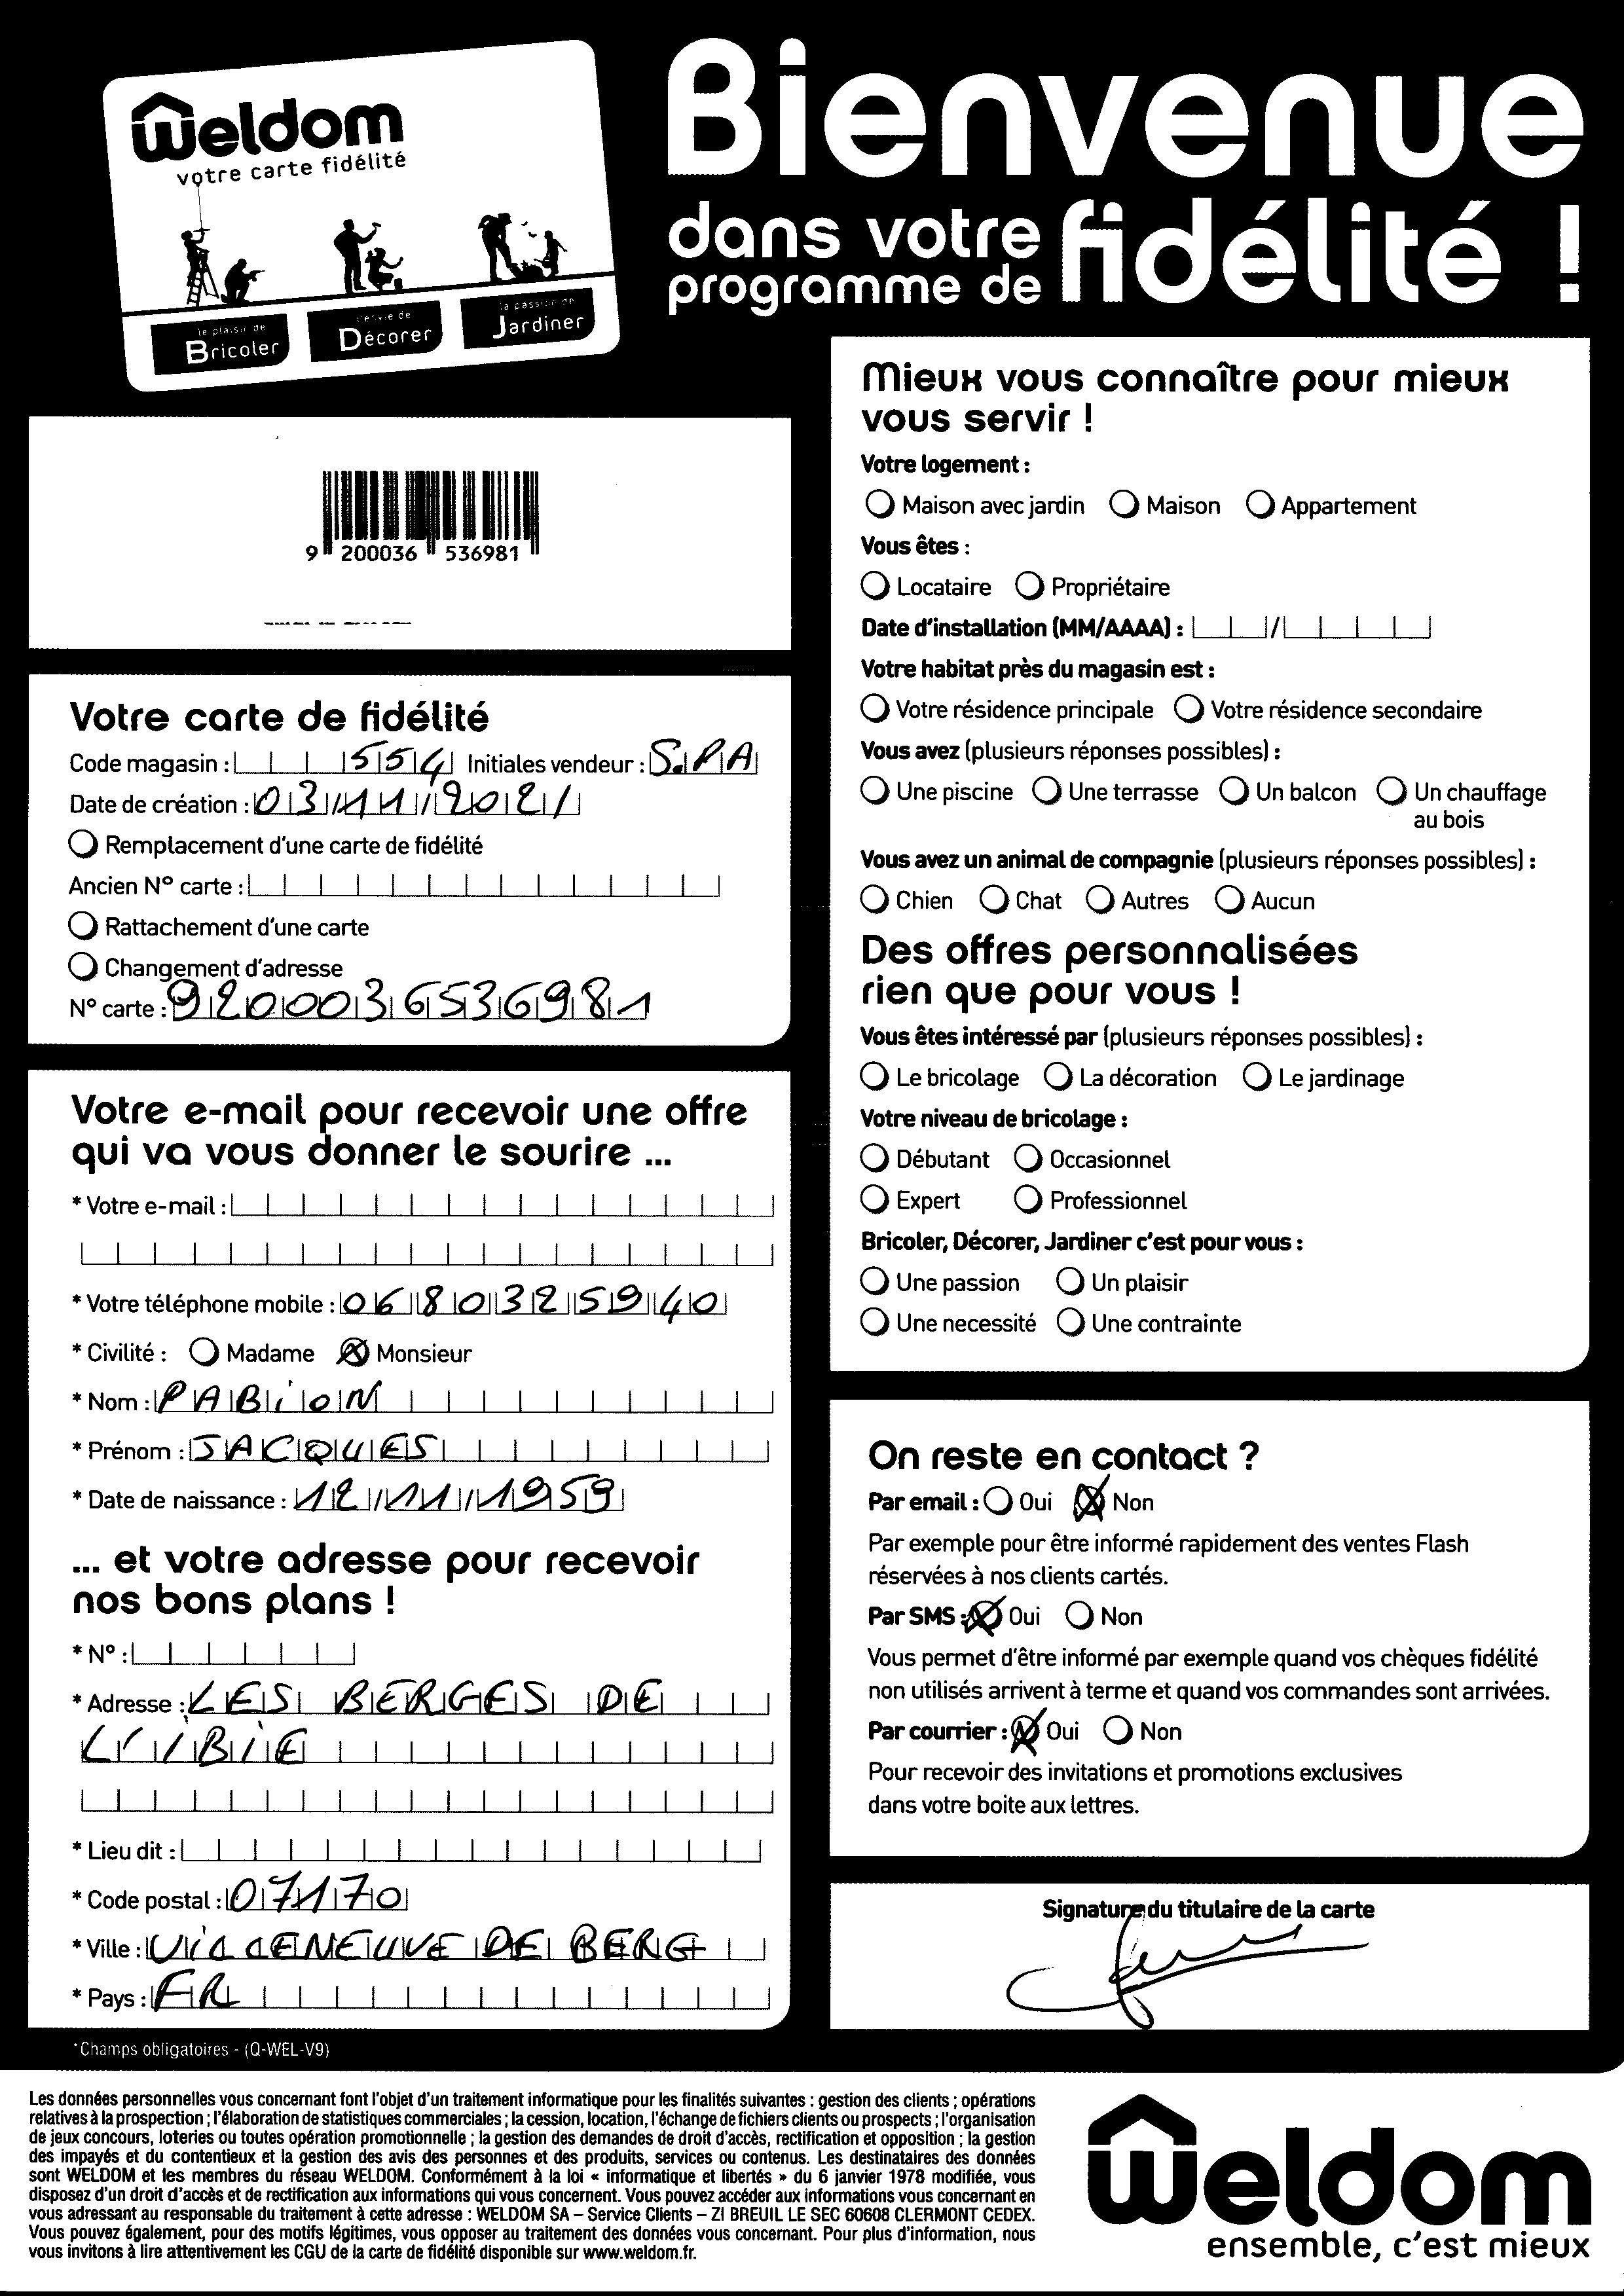 Weldom
votre carte fidélité
le plaisir de
Bricoler
l'envie de
Décorer
la passion de
Jardiner
Bienvenue
dans votre
programme de fidélité !
9 200036 536981
Votre carte de fidélité
Code magasin : 554 Initiales vendeur : S.PA
Date de création : 03/11/2021
Remplacement d'une carte de fidélité
Ancien N° carte :
Rattachement d'une carte
Changement d'adresse
N° carte : 9200036536981
Votre e-mail pour recevoir une offre
qui va vous donner le sourire ...
* Votre e-mail :
* Votre téléphone mobile : 0680325940
* Civilité : Madame Monsieur
* Nom : PABiON
* Prénom : JACQUES
* Date de naissance : 12/11/1959
... et votre adresse pour recevoir
nos bons plans !
* N° :
* Adresse : LES BERGES DE
L'iBiE
* Lieu dit :
* Code postal : 07170
* Ville : ViLLENEUVE DE BERG
* Pays : FR
*Champs obligatoires - (Q-WEL-V9)
Mieux vous connaître pour mieux
vous servir !
Votre logement :
Maison avec jardin Maison Appartement
Vous êtes :
Locataire Propriétaire
Date d'installation (MM/AAAA) : /
Votre habitat près du magasin est :
Votre résidence principale Votre résidence secondaire
Vous avez (plusieurs réponses possibles) :
Une piscine Une terrasse Un balcon Un chauffage
au bois
Vous avez un animal de compagnie (plusieurs réponses possibles) :
Chien Chat Autres Aucun
Des offres personnalisées
rien que pour vous !
Vous êtes intéressé par (plusieurs réponses possibles) :
Le bricolage La décoration Le jardinage
Votre niveau de bricolage :
Débutant Occasionnel
Expert Professionnel
Bricoler, Décorer, Jardiner c'est pour vous :
Une passion Un plaisir
Une necessité Une contrainte
On reste en contact ?
Par email : Oui Non
Par exemple pour être informé rapidement des ventes Flash
réservées à nos clients cartés.
Par SMS : Oui Non
Vous permet d'être informé par exemple quand vos chèques fidélité
non utilisés arrivent à terme et quand vos commandes sont arrivées.
Par courrier : Oui Non
Pour recevoir des invitations et promotions exclusives
dans votre boite aux lettres.
Signature du titulaire de la carte
Les données personnelles vous concernant font l'objet d'un traitement informatique pour les finalités suivantes : gestion des clients ; opérations
relatives à la prospection ; l'élaboration de statistiques commerciales ; la cession, location, l'échange de fichiers clients ou prospects ; l'organisation
de jeux concours, loteries ou toutes opération promotionnelle ; la gestion des demandes de droit d'accès, rectification et opposition ; la gestion
des impayés et du contentieux et la gestion des avis des personnes et des produits, services ou contenus. Les destinataires des données
sont WELDOM et les membres du réseau WELDOM. Conformément à la loi « informatique et libertés » du 6 janvier 1978 modifiée, vous
disposez d'un droit d'accès et de rectification aux informations qui vous concernent. Vous pouvez accéder aux informations vous concernant en
vous adressant au responsable du traitement à cette adresse : WELDOM SA – Service Clients – ZI BREUIL LE SEC 60608 CLERMONT CEDEX.
Vous pouvez également, pour des motifs légitimes, vous opposer au traitement des données vous concernant. Pour plus d'information, nous
vous invitons à lire attentivement les CGU de la carte de fidélité disponible sur www.weldom.fr.
Weldom
ensemble, c'est mieux